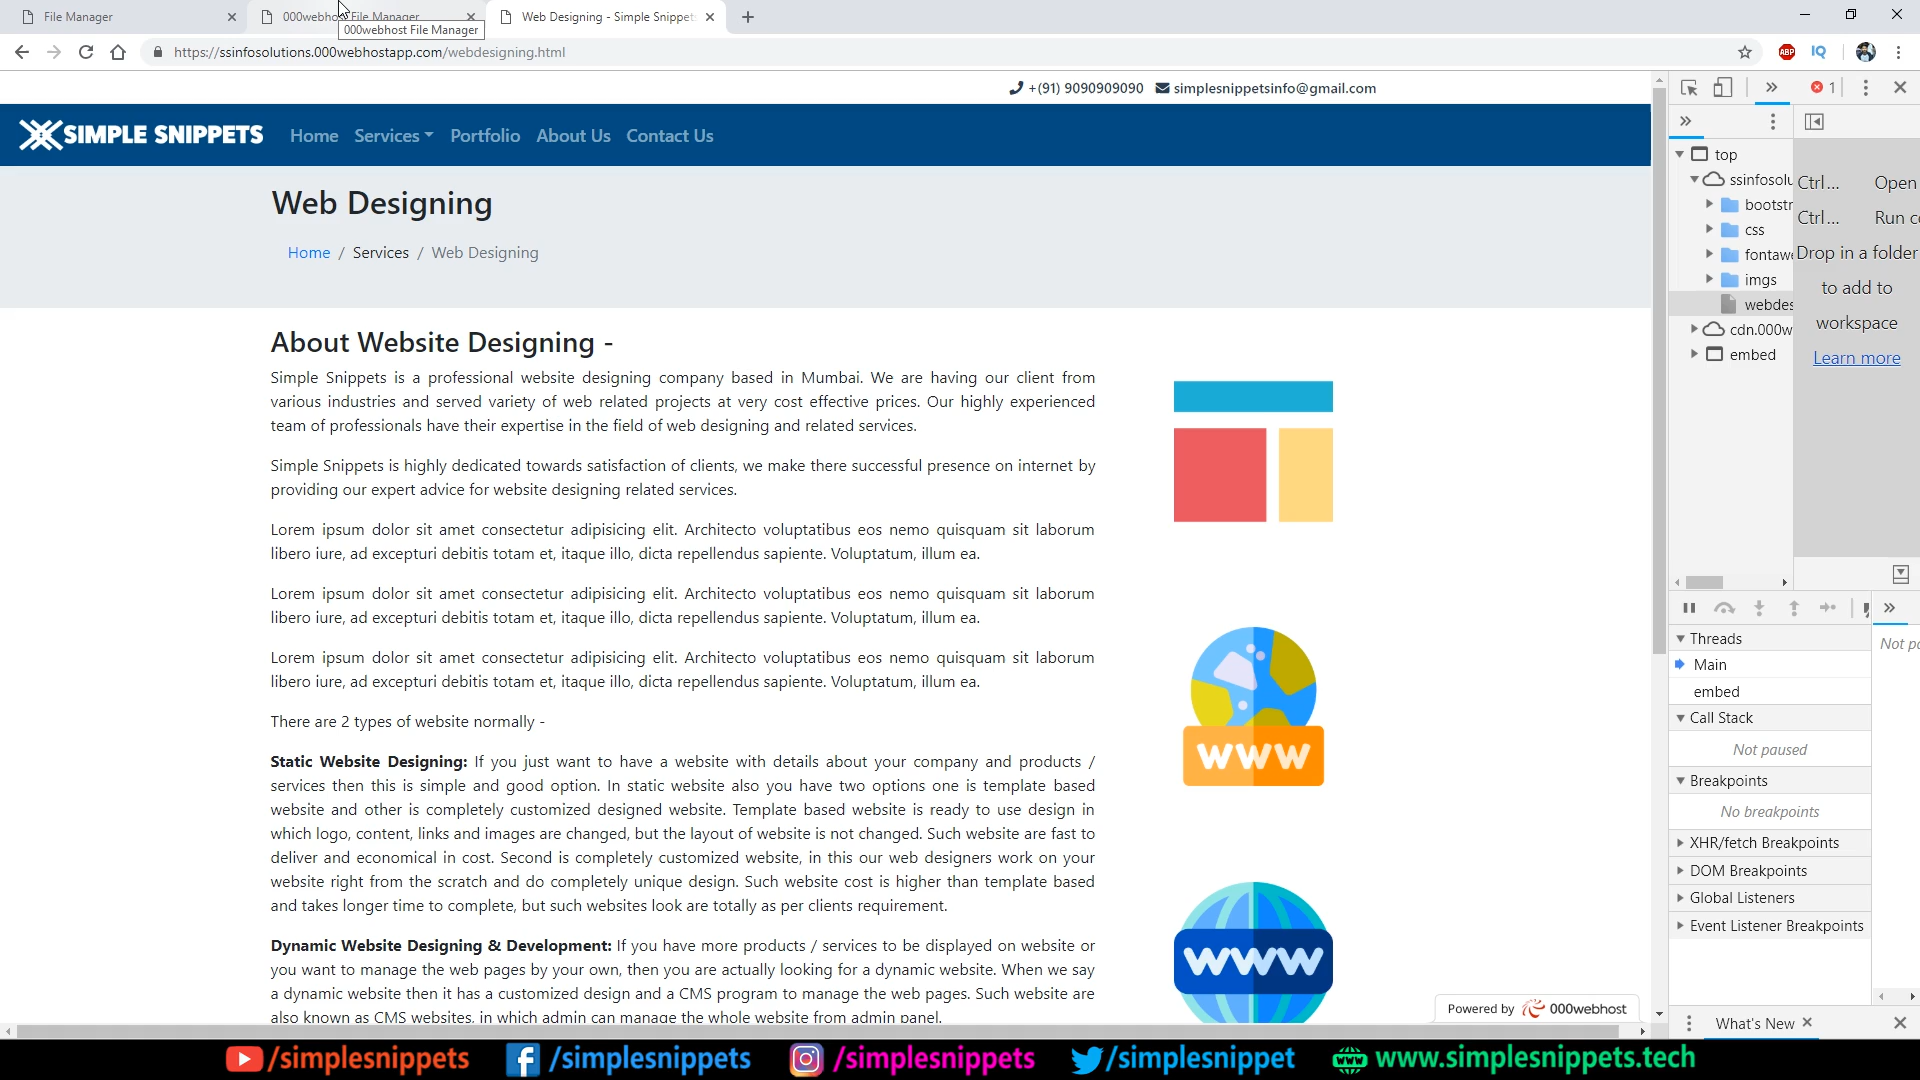 File Manager
000webhost File Manager
Web Designing - Simple Snippets
000webhost File Manager
https://ssinfosolutions.000webhostapp.com/webdesigning.html
ABP
IQ
+(91) 9090909090 simplesnippetsinfo@gmail.com
1
SIMPLE SNIPPETS
Home Services Portfolio About Us Contact Us
Web Designing
Home / Services / Web Designing
About Website Designing -
Simple Snippets is a professional website designing company based in Mumbai. We are having our client from
various industries and served variety of web related projects at very cost effective prices. Our highly experienced
team of professionals have their expertise in the field of web designing and related services.
Simple Snippets is highly dedicated towards satisfaction of clients, we make there successful presence on internet by
providing our expert advice for website designing related services.
Lorem ipsum dolor sit amet consectetur adipisicing elit. Architecto voluptatibus eos nemo quisquam sit laborum
libero iure, ad excepturi debitis totam et, itaque illo, dicta repellendus sapiente. Voluptatum, illum ea.
Lorem ipsum dolor sit amet consectetur adipisicing elit. Architecto voluptatibus eos nemo quisquam sit laborum
libero iure, ad excepturi debitis totam et, itaque illo, dicta repellendus sapiente. Voluptatum, illum ea.
Lorem ipsum dolor sit amet consectetur adipisicing elit. Architecto voluptatibus eos nemo quisquam sit laborum
libero iure, ad excepturi debitis totam et, itaque illo, dicta repellendus sapiente. Voluptatum, illum ea.
There are 2 types of website normally -
Static Website Designing: If you just want to have a website with details about your company and products /
services then this is simple and good option. In static website also you have two options one is template based
website and other is completely customized designed website. Template based website is ready to use design in
which logo, content, links and images are changed, but the layout of website is not changed. Such website are fast to
deliver and economical in cost. Second is completely customized website, in this our web designers work on your
website right from the scratch and do completely unique design. Such website cost is higher than template based
and takes longer time to complete, but such websites look are totally as per clients requirement.
Dynamic Website Designing & Development: If you have more products / services to be displayed on website or
you want to manage the web pages by your own, then you are actually looking for a dynamic website. When we say
a dynamic website then it has a customized design and a CMS program to manage the web pages. Such website are
also known as CMS websites, in which admin can manage the whole website from admin panel.
WWW
WWW
Powered by 000webhost
top
ssinfosolu
bootstr
css
fontawe
imgs
webdes
cdn.000w
embed
Ctrl... Open
Ctrl... Run c
Drop in a folder
to add to
workspace
Learn more
Threads
Main
embed
Call Stack
Not paused
Breakpoints
No breakpoints
XHR/fetch Breakpoints
DOM Breakpoints
Global Listeners
Event Listener Breakpoints
Not pa
What's New
/simplesnippets /simplesnippets /simplesnippets /simplesnippet www.simplesnippets.tech